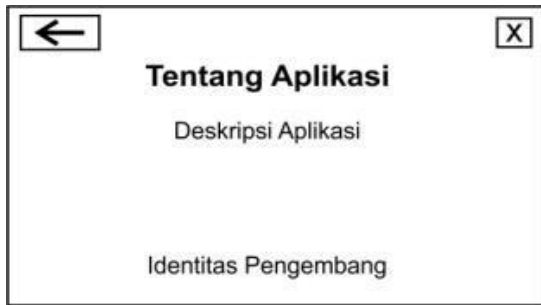 X
Tentang Aplikasi
Deskripsi Aplikasi
Identitas Pengembang